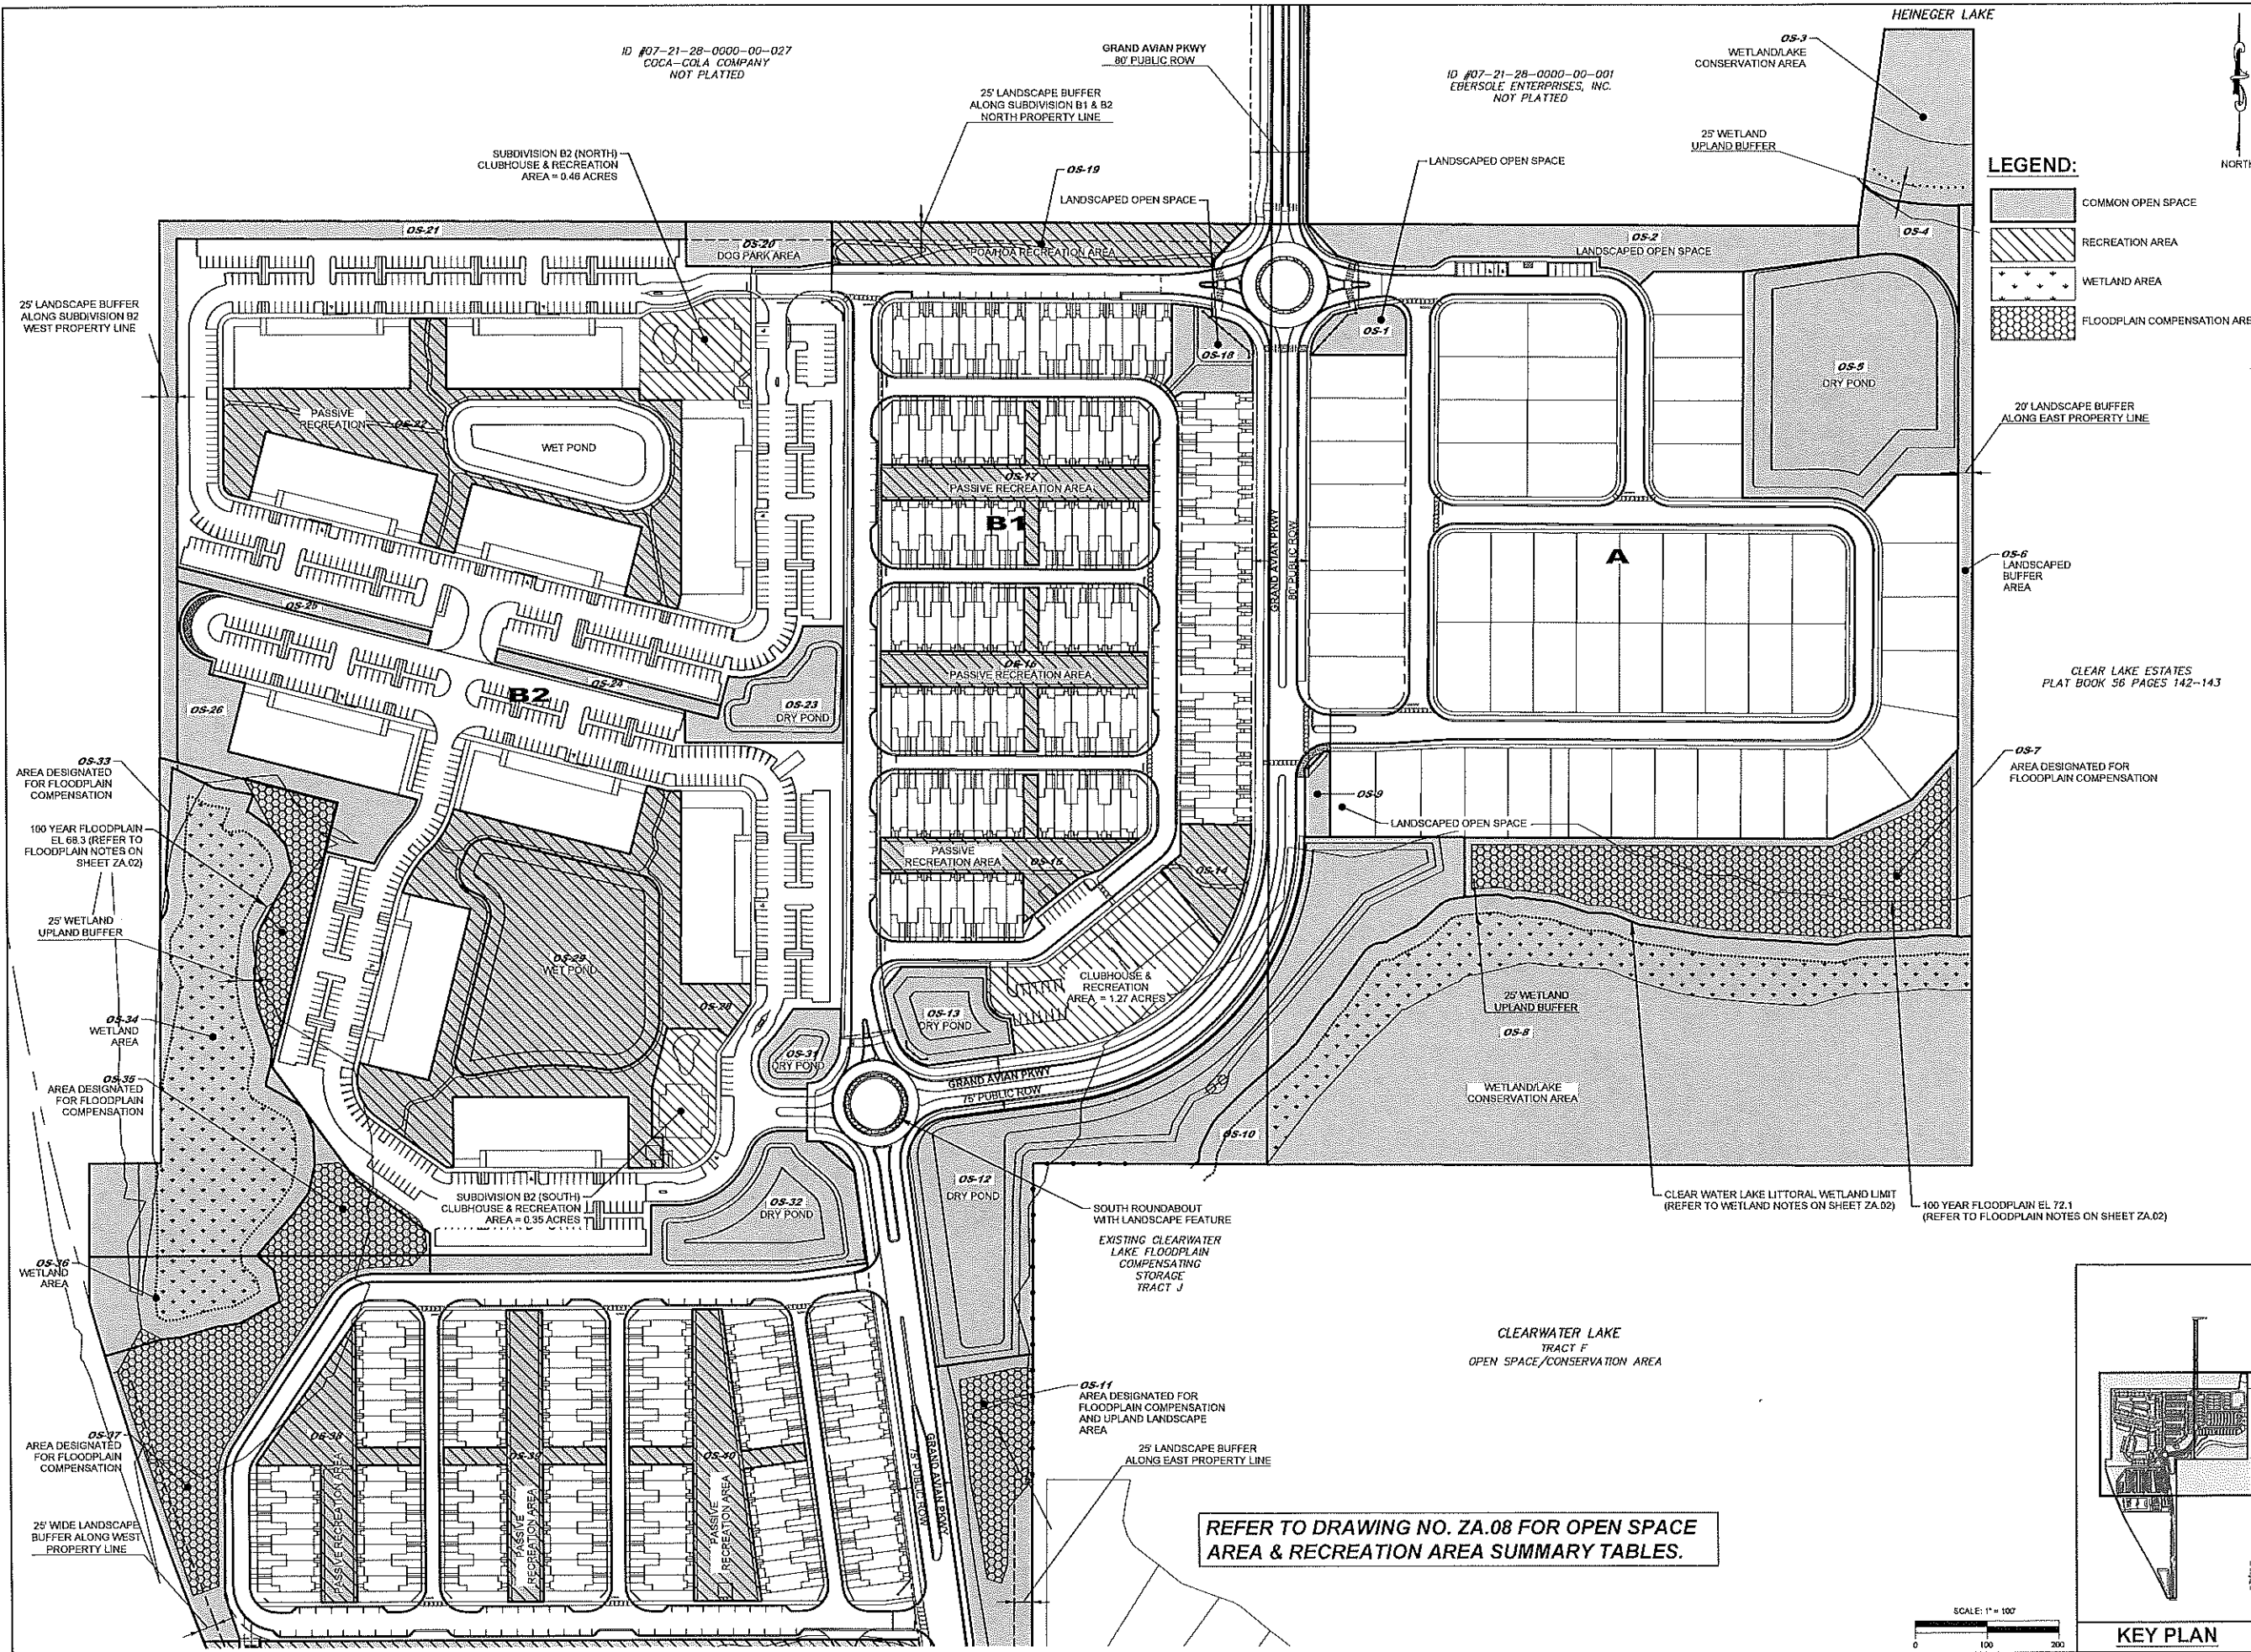 HEINEGER LAKE
ID #07-21-28-0000-00-027
COCA-COLA COMPANY
NOT PLATTED
GRAND AVIAN PKWY
80' PUBLIC ROW
ID #07-21-28-0000-00-001
EBERSOLE ENTERPRISES, INC.
NOT PLATTED
OS-3
WETLAND/LAKE
CONSERVATION AREA
25' LANDSCAPE BUFFER
ALONG SUBDIVISION B1 & B2
NORTH PROPERTY LINE
25' WETLAND
UPLAND BUFFER
SUBDIVISION B2 (NORTH)
CLUBHOUSE & RECREATION
AREA = 0.46 ACRES
OS-19
LANDSCAPED OPEN SPACE
LANDSCAPED OPEN SPACE
NORTH
LEGEND:
COMMON OPEN SPACE
RECREATION AREA
WETLAND AREA
FLOODPLAIN COMPENSATION ARE
OS-21
OS-20
DOG PARK AREA
POA/HOA RECREATION AREA
OS-2
LANDSCAPED OPEN SPACE
OS-4
25' LANDSCAPE BUFFER
ALONG SUBDIVISION B2
WEST PROPERTY LINE
OS-18
OS-1
OS-5
DRY POND
20' LANDSCAPE BUFFER
ALONG EAST PROPERTY LINE
PASSIVE
RECREATION
OS-22
WET POND
OS-17
PASSIVE RECREATION AREA
B1
GRAND AVIAN PKWY
80' PUBLIC ROW
A
OS-6
LANDSCAPED
BUFFER
AREA
OS-25
OS-16
PASSIVE RECREATION AREA
CLEAR LAKE ESTATES
PLAT BOOK 56 PAGES 142-143
OS-24
B2
OS-26
OS-23
DRY POND
OS-33
AREA DESIGNATED
FOR FLOODPLAIN
COMPENSATION
OS-7
AREA DESIGNATED FOR
FLOODPLAIN COMPENSATION
OS-9
LANDSCAPED OPEN SPACE
100 YEAR FLOODPLAIN
EL 68.3 (REFER TO
FLOODPLAIN NOTES ON
SHEET ZA.02)
PASSIVE
RECREATION AREA
OS-15
OS-14
25' WETLAND
UPLAND BUFFER
OS-29
WET POND
OS-28
CLUBHOUSE &
RECREATION
AREA = 1.27 ACRES
25' WETLAND
UPLAND BUFFER
OS-8
OS-34
WETLAND
AREA
OS-13
DRY POND
OS-31
DRY POND
GRAND AVIAN PKWY
75' PUBLIC ROW
WETLAND/LAKE
CONSERVATION AREA
OS-35
AREA DESIGNATED
FOR FLOODPLAIN
COMPENSATION
OS-10
OS-12
DRY POND
SUBDIVISION B2 (SOUTH)
CLUBHOUSE & RECREATION
AREA = 0.35 ACRES
OS-32
DRY POND
SOUTH ROUNDABOUT
WITH LANDSCAPE FEATURE
EXISTING CLEARWATER
LAKE FLOODPLAIN
COMPENSATING
STORAGE
TRACT J
CLEAR WATER LAKE LITTORAL WETLAND LIMIT
(REFER TO WETLAND NOTES ON SHEET ZA.02)
100 YEAR FLOODPLAIN EL 72.1
(REFER TO FLOODPLAIN NOTES ON SHEET ZA.02)
OS-36
WETLAND
AREA
CLEARWATER LAKE
TRACT F
OPEN SPACE/CONSERVATION AREA
OS-11
AREA DESIGNATED FOR
FLOODPLAIN COMPENSATION
AND UPLAND LANDSCAPE
AREA
OS-37
AREA DESIGNATED
FOR FLOODPLAIN
COMPENSATION
OS-38
PASSIVE RECREATON AREA
OS-39
PASSIVE
RECREATION AREA
OS-40
PASSIVE
RECREATION AREA
GRAND AVIAN PKWY
75' PUBLIC ROW
25' LANDSCAPE BUFFER
ALONG EAST PROPERTY LINE
25' WIDE LANDSCAPE
BUFFER ALONG WEST
PROPERTY LINE
REFER TO DRAWING NO. ZA.08 FOR OPEN SPACE
AREA & RECREATION AREA SUMMARY TABLES.
SCALE: 1" = 100'
0 100 200
KEY PLAN